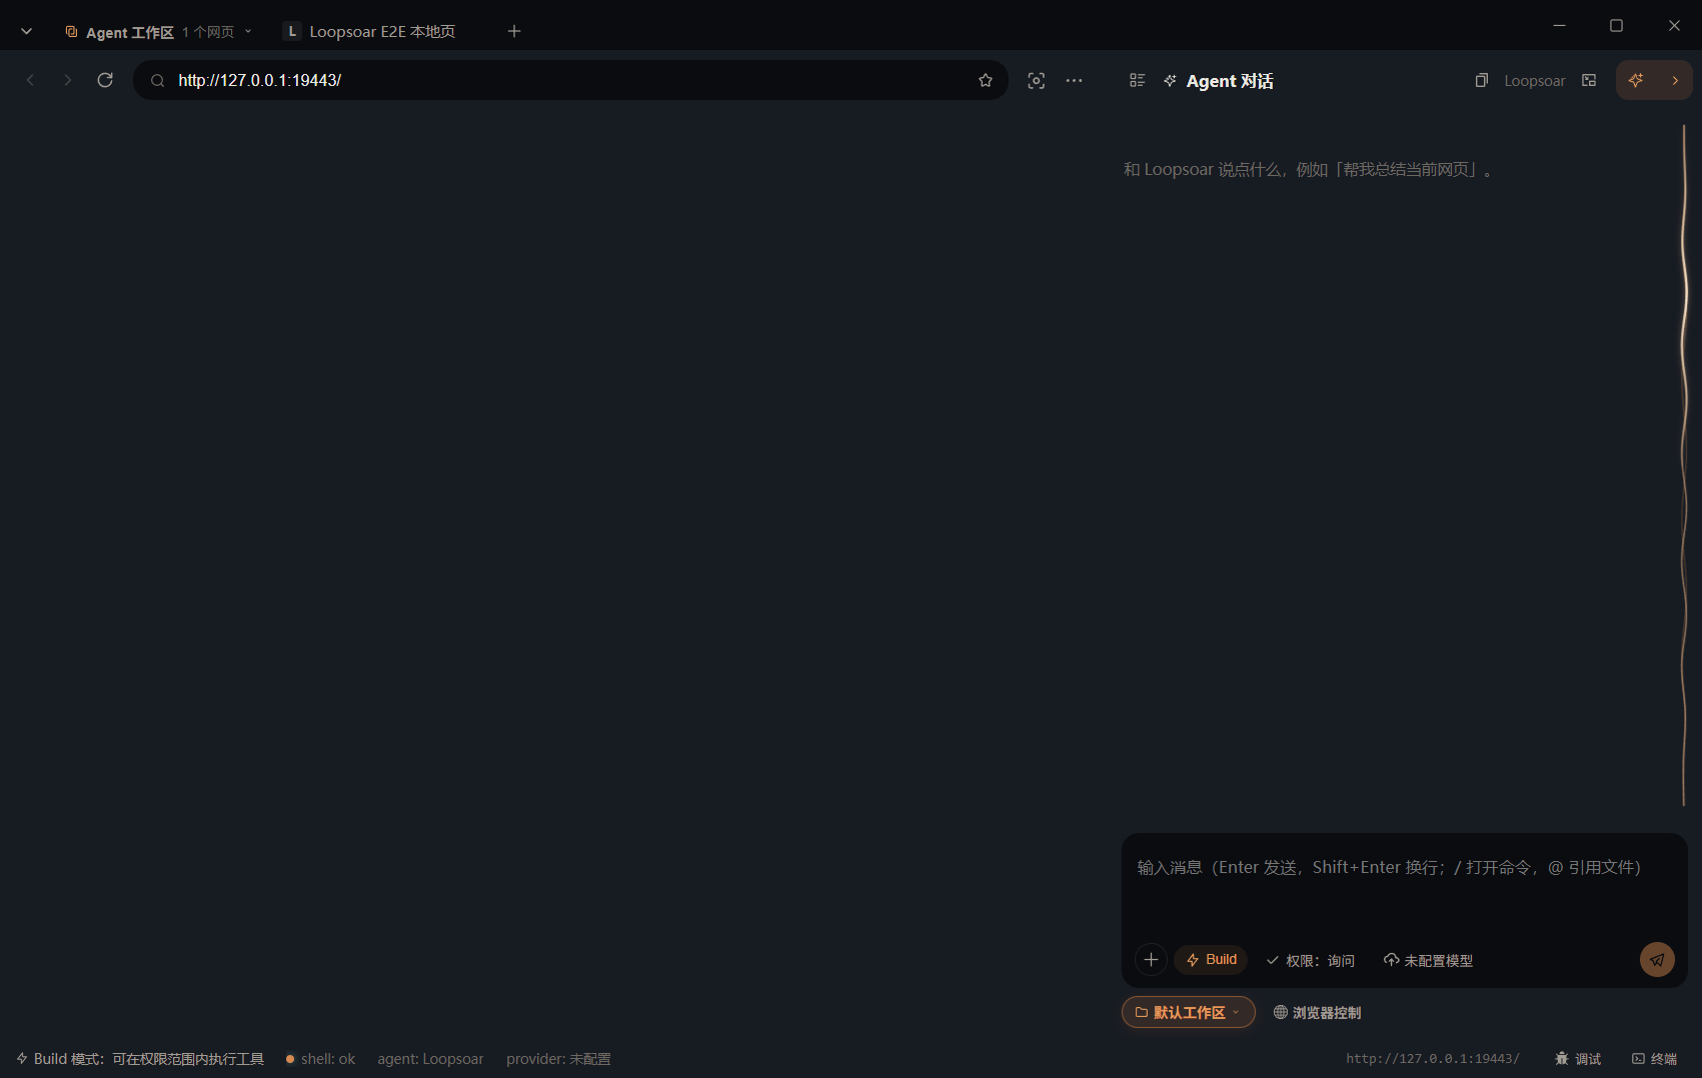 Agent 工作区 1 个网页
L Loopsoar E2E 本地页
http://127.0.0.1:19443/
Agent 对话
Loopsoar
和 Loopsoar 说点什么，例如「帮我总结当前网页」。
输入消息（Enter 发送，Shift+Enter 换行；/ 打开命令，@ 引用文件）
Build
权限：询问
未配置模型
默认工作区
浏览器控制
Build 模式：可在权限范围内执行工具
shell: ok
agent: Loopsoar
provider: 未配置
http://127.0.0.1:19443/
调试
终端